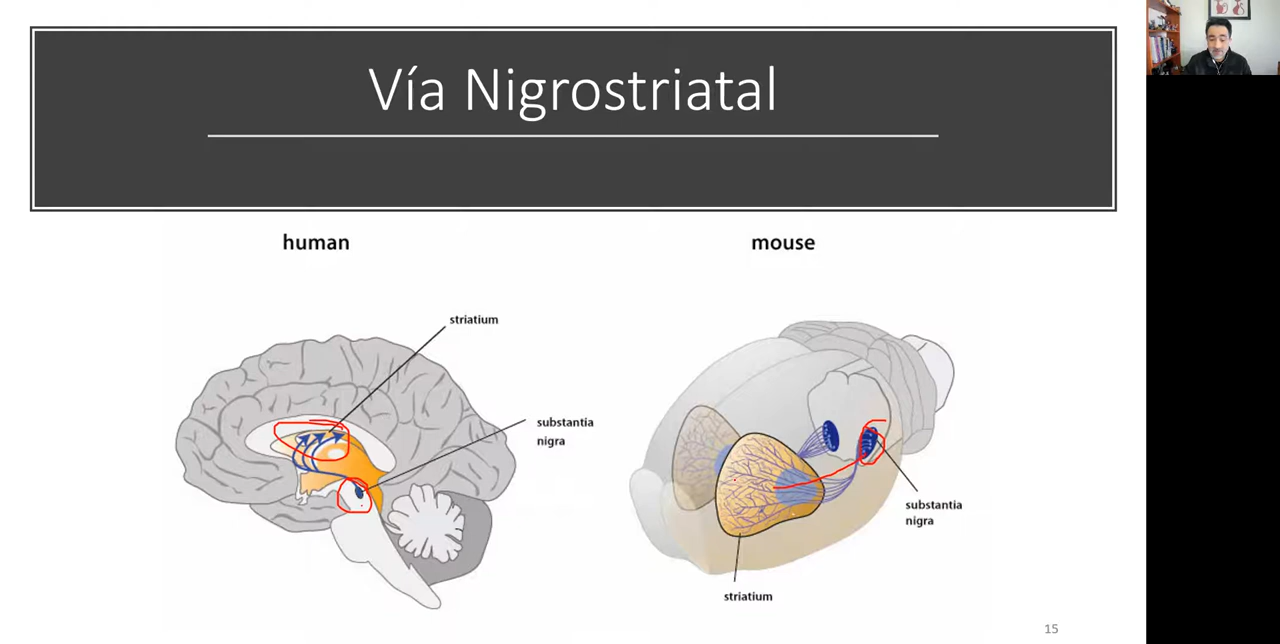 Vía Nigrostriatal
human
mouse
striatium
substantia
nigra
substantia
nigra
striatium
15